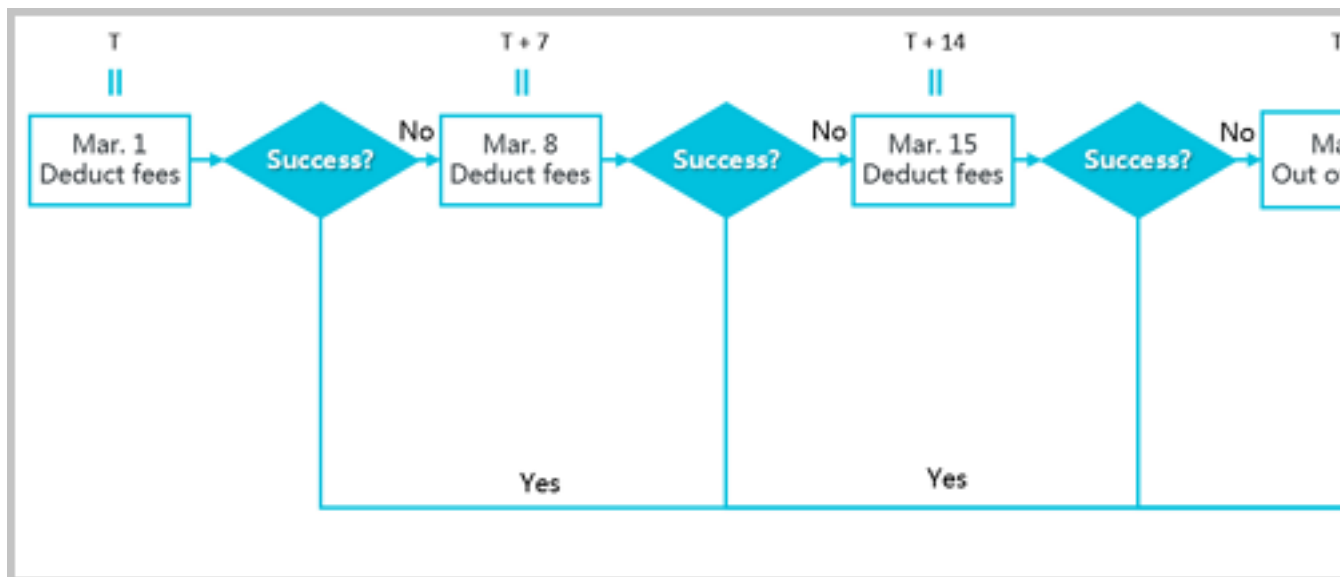 T
T + 7
T + 14
T
Mar. 1
Deduct fees
Success?
No
Mar. 8
Deduct fees
Success?
No
Mar. 15
Deduct fees
Success?
No
Out
Yes
Yes